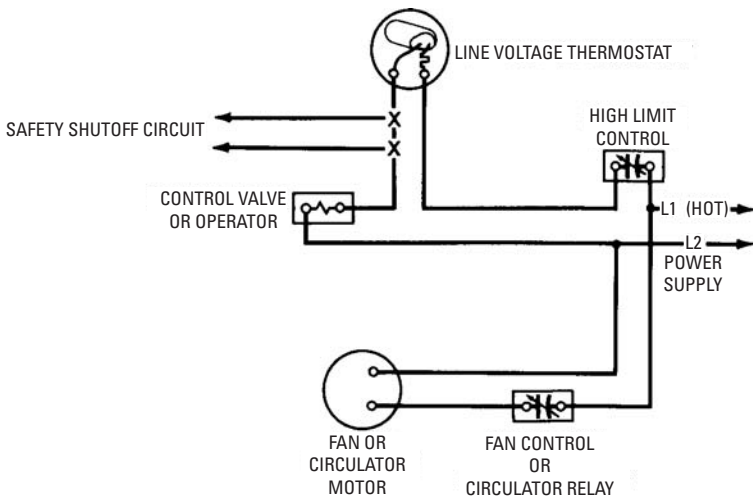 LINE VOLTAGE THERMOSTAT
HIGH LIMIT
CONTROL
SAFETY SHUTOFF CIRCUIT
X
X
CONTROL VALVE
OR OPERATOR
L1 (HOT)
L2
POWER
SUPPLY
FAN OR
CIRCULATOR
MOTOR
FAN CONTROL
OR
CIRCULATOR RELAY